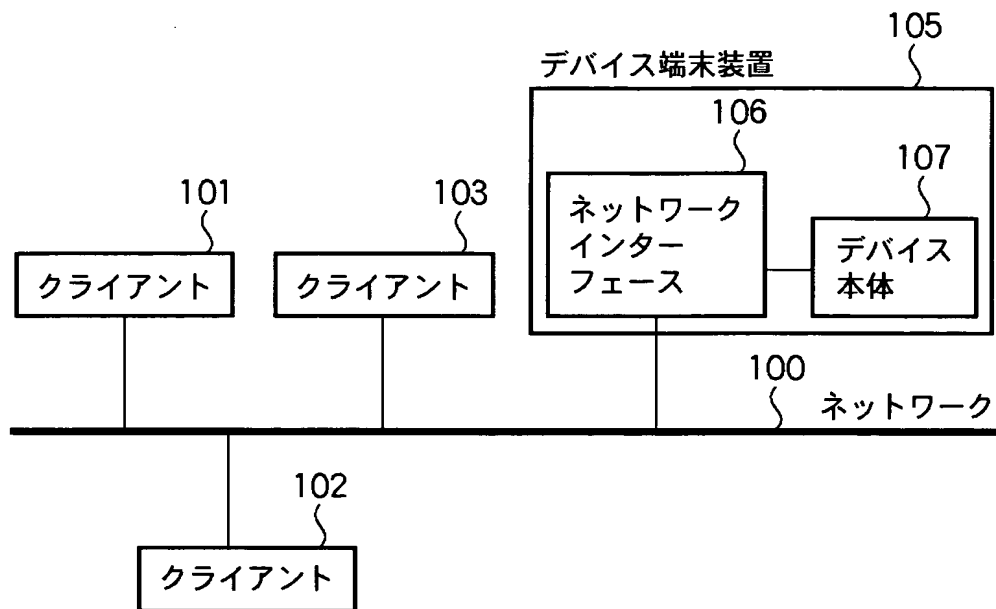 105
デバイス端末装置
106
107
ネットワーク
インター
フェース
デバイス
本体
101
103
クライアント
クライアント
100
ネットワーク
102
クライアント